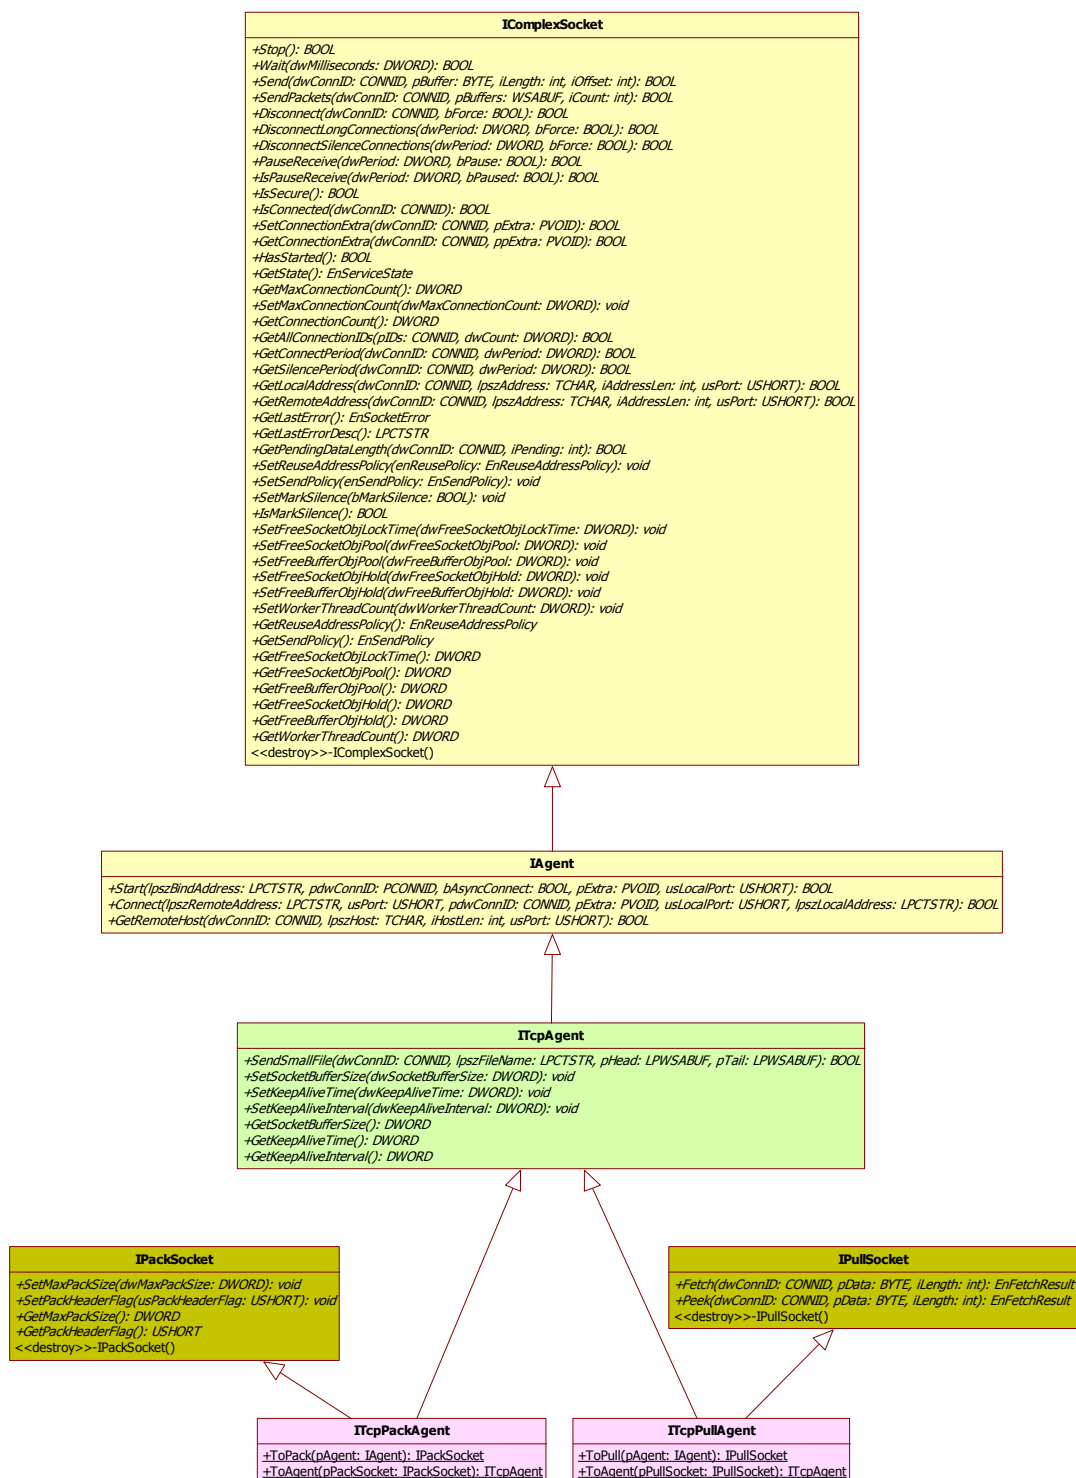 IComplexSocket
+Stop(): BOOL
+Wait(dwMilliseconds: DWORD): BOOL
+Send(dwConnID: CONNID, pBuffer: BYTE, iLength: int, iOffset: int): BOOL
+SendPackets(dwConnID: CONNID, pBuffers: WSABUF, iCount: int): BOOL
+Disconnect(dwConnID: CONNID, bForce: BOOL): BOOL
+DisconnectLongConnections(dwPeriod: DWORD, bForce: BOOL): BOOL
+DisconnectSilenceConnections(dwPeriod: DWORD, bForce: BOOL): BOOL
+PauseReceive(dwPeriod: DWORD, bPause: BOOL): BOOL
+IsPauseReceive(dwPeriod: DWORD, bPaused: BOOL): BOOL
+IsSecure(): BOOL
+IsConnected(dwConnID: CONNID): BOOL
+SetConnectionExtra(dwConnID: CONNID, pExtra: PVOID): BOOL
+GetConnectionExtra(dwConnID: CONNID, ppExtra: PVOID): BOOL
+HasStarted(): BOOL
+GetState(): EnServiceState
+GetMaxConnectionCount(): DWORD
+SetMaxConnectionCount(dwMaxConnectionCount: DWORD): void
+GetConnectionCount(): DWORD
+GetAllConnectionIDs(pIDs: CONNID, dwCount: DWORD): BOOL
+GetConnectPeriod(dwConnID: CONNID, dwPeriod: DWORD): BOOL
+GetSilencePeriod(dwConnID: CONNID, dwPeriod: DWORD): BOOL
+GetLocalAddress(dwConnID: CONNID, lpszAddress: TCHAR, iAddressLen: int, usPort: USHORT): BOOL
+GetRemoteAddress(dwConnID: CONNID, lpszAddress: TCHAR, iAddressLen: int, usPort: USHORT): BOOL
+GetLastError(): EnSocketError
+GetLastErrorDesc(): LPCTSTR
+GetPendingDataLength(dwConnID: CONNID, iPending: int): BOOL
+SetReuseAddressPolicy(enReusePolicy: EnReuseAddressPolicy): void
+SetSendPolicy(enSendPolicy: EnSendPolicy): void
+SetMarkSilence(bMarkSilence: BOOL): void
+IsMarkSilence(): BOOL
+SetFreeSocketObjLockTime(dwFreeSocketObjLockTime: DWORD): void
+SetFreeSocketObjPool(dwFreeSocketObjPool: DWORD): void
+SetFreeBufferObjPool(dwFreeBufferObjPool: DWORD): void
+SetFreeSocketObjHold(dwFreeSocketObjHold: DWORD): void
+SetFreeBufferObjHold(dwFreeBufferObjHold: DWORD): void
+SetWorkerThreadCount(dwWorkerThreadCount: DWORD): void
+GetReuseAddressPolicy(): EnReuseAddressPolicy
+GetSendPolicy(): EnSendPolicy
+GetFreeSocketObjLockTime(): DWORD
+GetFreeSocketObjPool(): DWORD
+GetFreeBufferObjPool(): DWORD
+GetFreeSocketObjHold(): DWORD
+GetFreeBufferObjHold(): DWORD
+GetWorkerThreadCount(): DWORD
<<destroy>>-IComplexSocket()
IAgent
+Start(lpszBindAddress: LPCTSTR, pdwConnID: PCONNID, bAsyncConnect: BOOL, pExtra: PVOID, usLocalPort: USHORT): BOOL
+Connect(lpszRemoteAddress: LPCTSTR, usPort: USHORT, pdwConnID: CONNID, pExtra: PVOID, usLocalPort: USHORT, lpszLocalAddress: LPCTSTR): BOOL
+GetRemoteHost(dwConnID: CONNID, lpszHost: TCHAR, iHostLen: int, usPort: USHORT): BOOL
ITcpAgent
+SendSmallFile(dwConnID: CONNID, lpszFileName: LPCTSTR, pHead: LPWSABUF, pTail: LPWSABUF): BOOL
+SetSocketBufferSize(dwSocketBufferSize: DWORD): void
+SetKeepAliveTime(dwKeepAliveTime: DWORD): void
+SetKeepAliveInterval(dwKeepAliveInterval: DWORD): void
+GetSocketBufferSize(): DWORD
+GetKeepAliveTime(): DWORD
+GetKeepAliveInterval(): DWORD
IPackSocket
+SetMaxPackSize(dwMaxPackSize: DWORD): void
+SetPackHeaderFlag(usPackHeaderFlag: USHORT): void
+GetMaxPackSize(): DWORD
+GetPackHeaderFlag(): USHORT
<<destroy>>-IPackSocket()
IPullSocket
+Fetch(dwConnID: CONNID, pData: BYTE, iLength: int): EnFetchResult
+Peek(dwConnID: CONNID, pData: BYTE, iLength: int): EnFetchResult
<<destroy>>-IPullSocket()
ITcpPackAgent
+ToPack(pAgent: IAgent): IPackSocket
+ToAgent(pPackSocket: IPackSocket): ITcpAgent
ITcpPullAgent
+ToPull(pAgent: IAgent): IPullSocket
+ToAgent(pPullSocket: IPullSocket): ITcpAgent